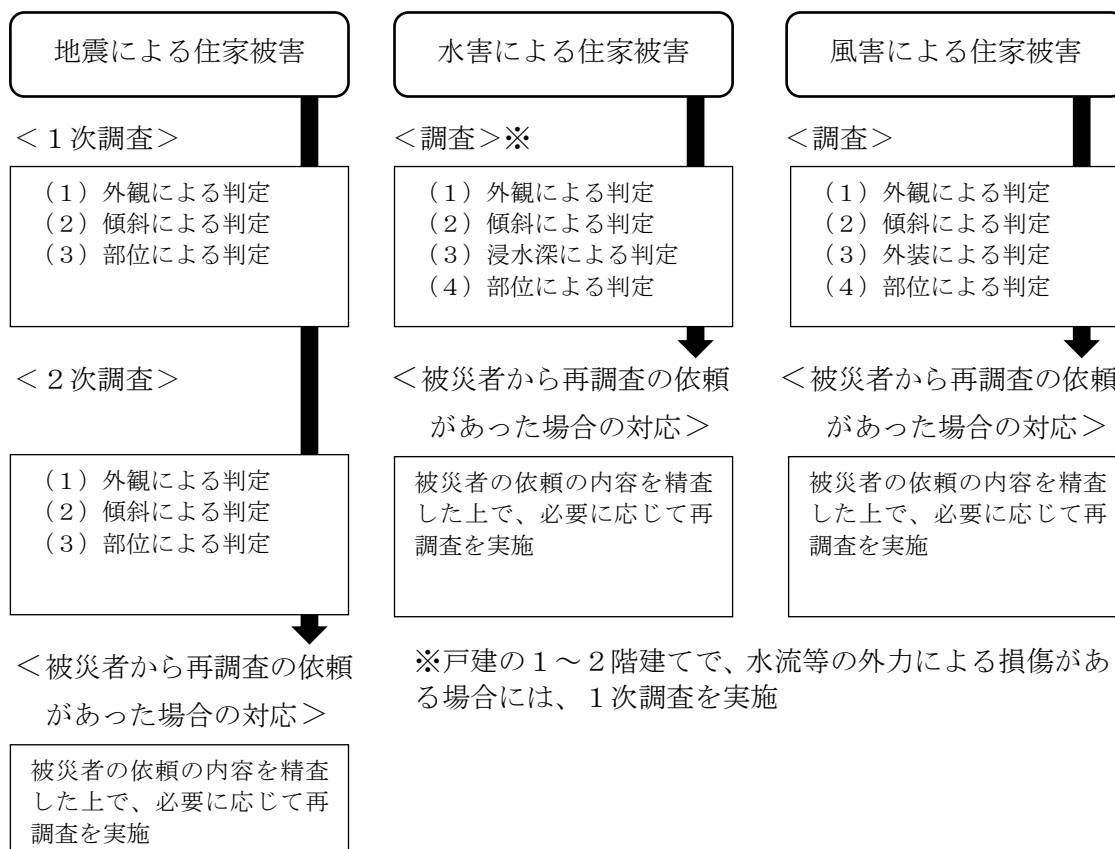 地震による住家被害
<１次調査>
（１）外観による判定
（２）傾斜による判定
（３）部位による判定
<２次調査>
（１）外観による判定
（２）傾斜による判定
（３）部位による判定
<被災者から再調査の依頼
があった場合の対応>
被災者の依頼の内容を精査
した上で、必要に応じて再
調査を実施
水害による住家被害
<調査>※
（１）外観による判定
（２）傾斜による判定
（３）浸水深による判定
（４）部位による判定
<被災者から再調査の依頼
があった場合の対応>
被災者の依頼の内容を精査
した上で、必要に応じて再
調査を実施
風害による住家被害
<調査>
（１）外観による判定
（２）傾斜による判定
（３）外装による判定
（４）部位による判定
<被災者から再調査の依頼
があった場合の対応>
被災者の依頼の内容を精査
した上で、必要に応じて再
調査を実施
※戸建の１～２階建てで、水流等の外力による損傷があ
る場合には、１次調査を実施